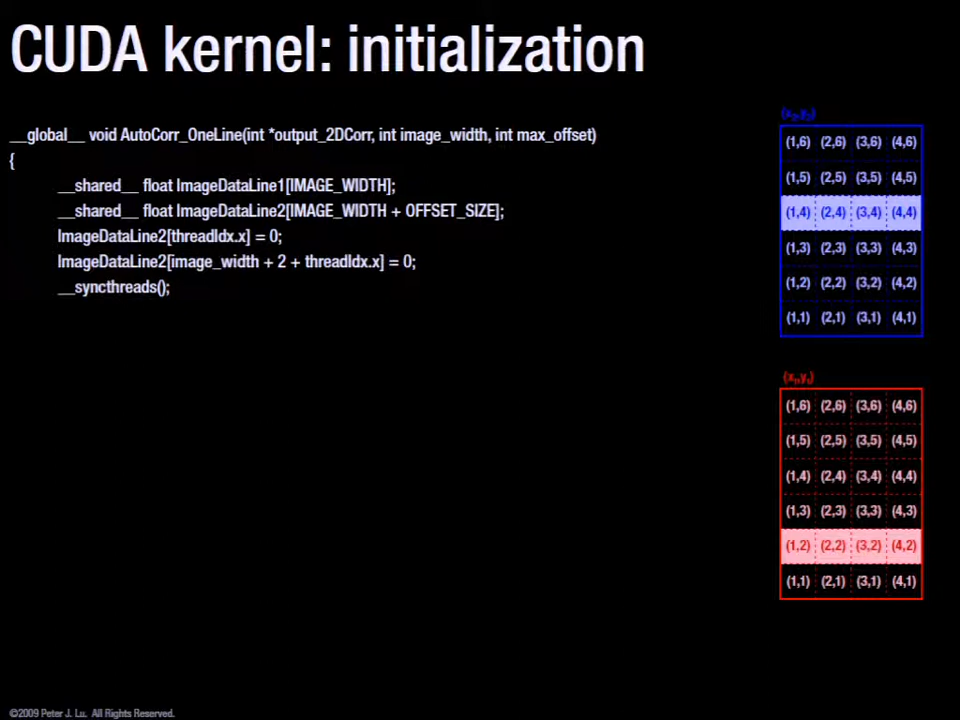 CUDA kernel: initialization
__global__ void AutoCorr_OneLine(int *output_2DCorr, int image_width, int max_offset)
{
__shared__ float ImageDataLine1[IMAGE_WIDTH];
__shared__ float ImageDataLine2[IMAGE_WIDTH + OFFSET_SIZE];
ImageDataLine2[threadIdx.x] = 0;
ImageDataLine2[image_width + 2 + threadIdx.x] = 0;
__syncthreads();
(x₂,y₂)
(1,6) (2,6) (3,6) (4,6)
(1,5) (2,5) (3,5) (4,5)
(1,4) (2,4) (3,4) (4,4)
(1,3) (2,3) (3,3) (4,3)
(1,2) (2,2) (3,2) (4,2)
(1,1) (2,1) (3,1) (4,1)
(x₁,y₁)
(1,6) (2,6) (3,6) (4,6)
(1,5) (2,5) (3,5) (4,5)
(1,4) (2,4) (3,4) (4,4)
(1,3) (2,3) (3,3) (4,3)
(1,2) (2,2) (3,2) (4,2)
(1,1) (2,1) (3,1) (4,1)
©2009 Peter J. Lu. All Rights Reserved.